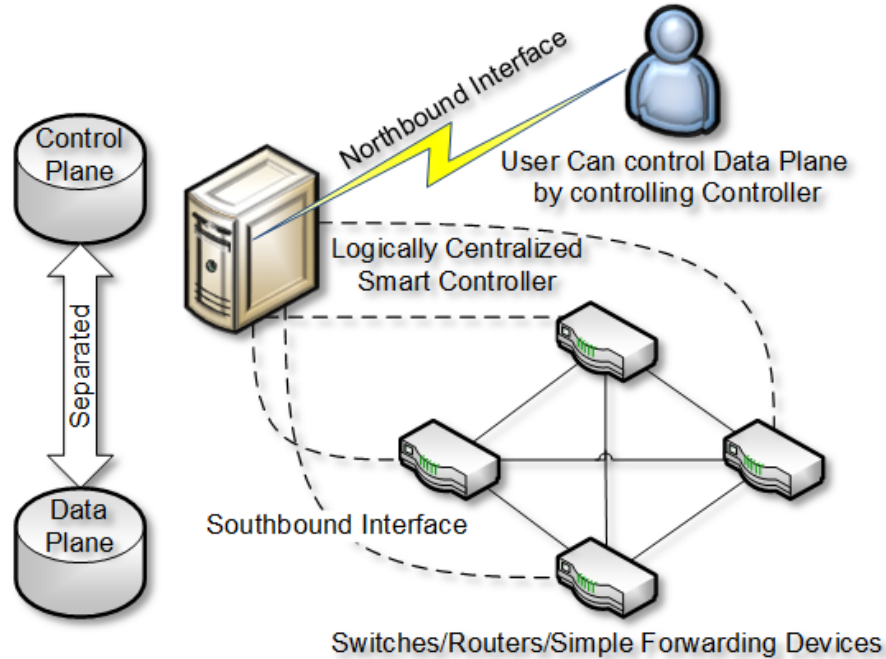 Northbound Interface
Control
Plane
User Can control Data Plane
by controlling Controller
Logically Centralized
Smart Controller
Separated
Data
Plane
Southbound Interface
Switches/Routers/Simple Forwarding Devices